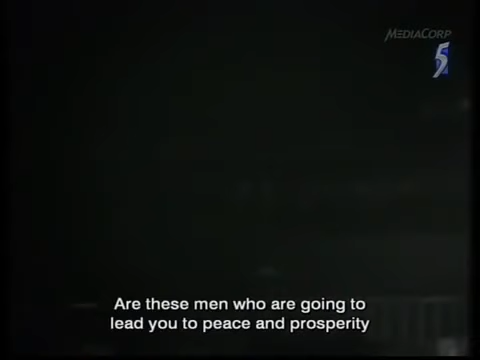 MEDIACORP
5
Are these men who are going to
lead you to peace and prosperity